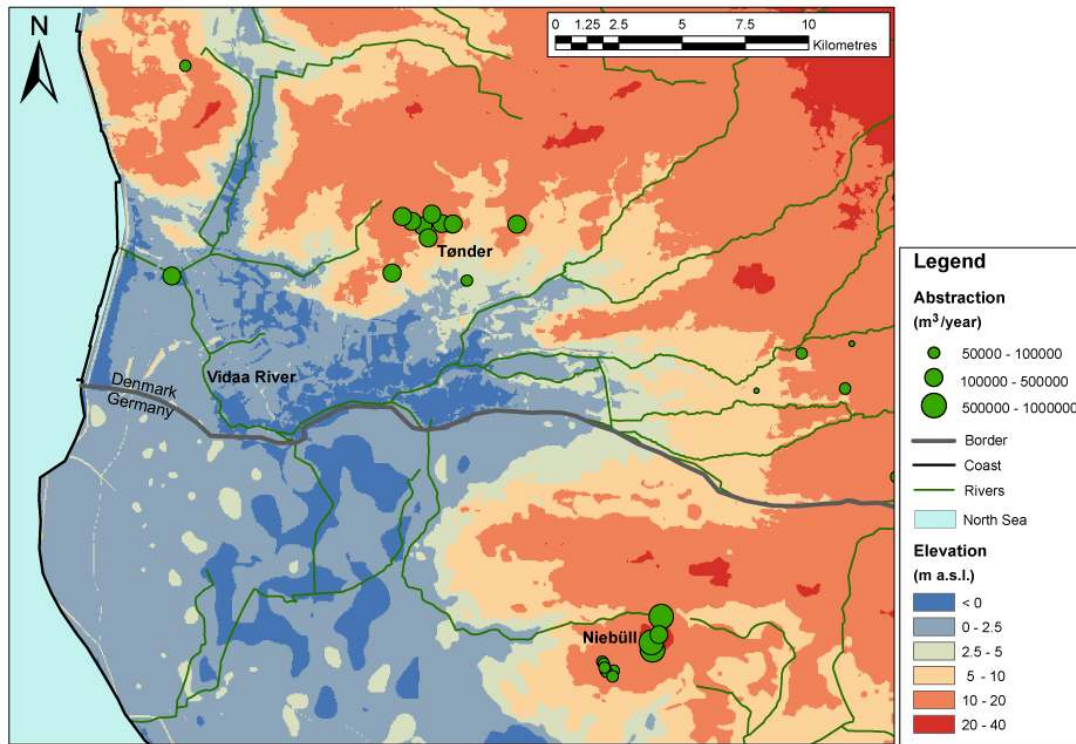 N
0 1.25 2.5 5 7.5 10
Kilometres
Tønder
Vidaa River
Denmark
Germany
Niebüll
Legend
Abstraction
(m³/year)
50000 - 100000
100000 - 500000
500000 - 1000000
Border
Coast
Rivers
North Sea
Elevation
(m a.s.l.)
< 0
0 - 2.5
2.5 - 5
5 - 10
10 - 20
20 - 40